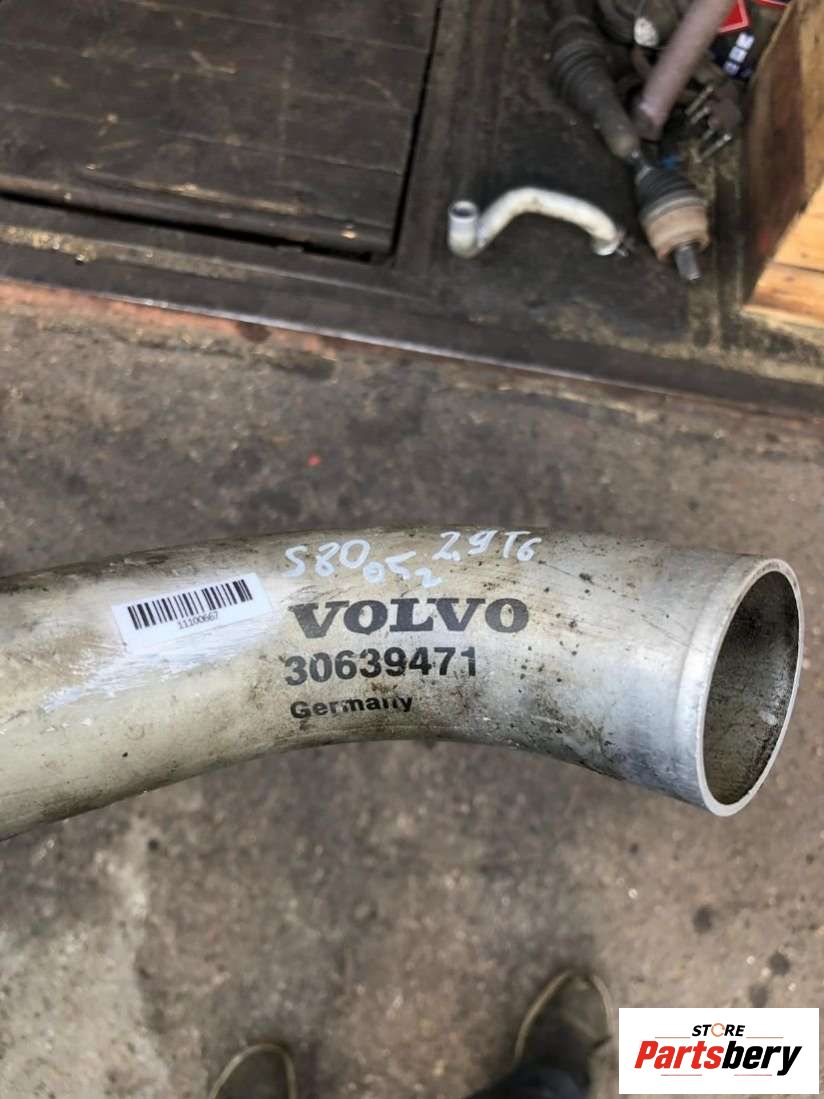 S80 2.9 T6
052
VOLVO
30639471
Germany
11100667
STORE
Partsbery